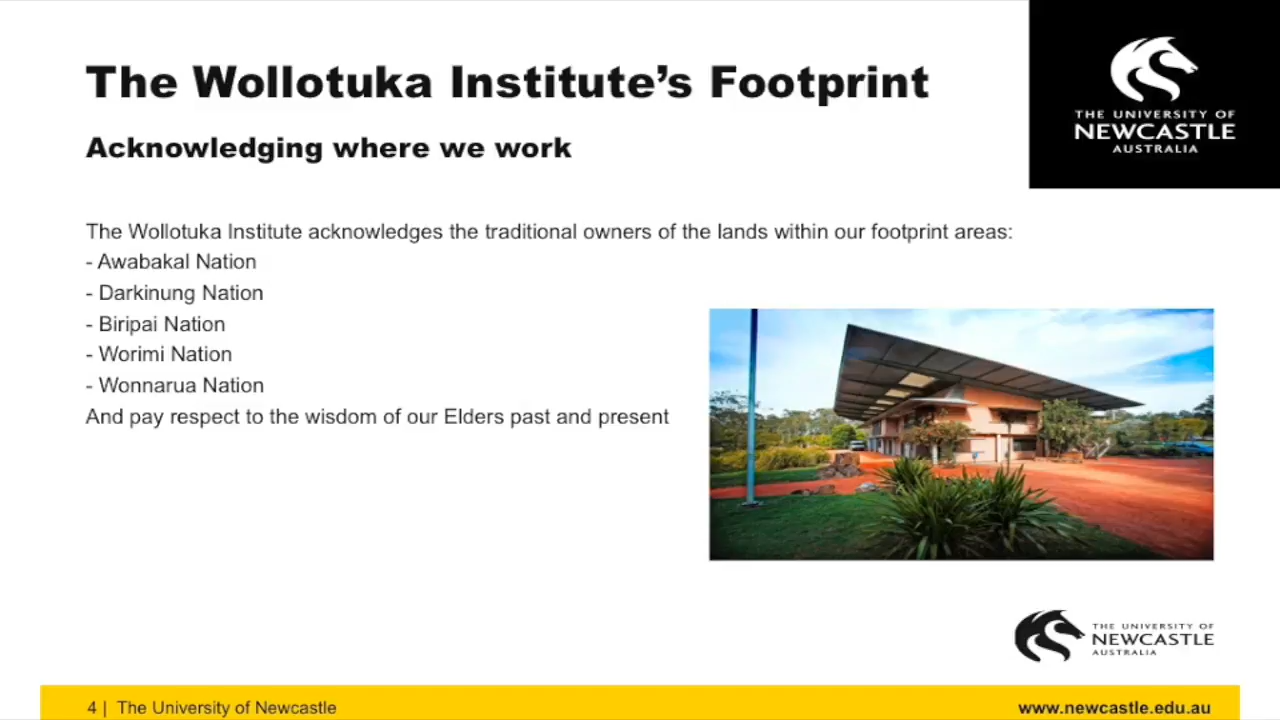 The Wollotuka Institute’s Footprint
THE UNIVERSITY OF
NEWCASTLE
AUSTRALIA
Acknowledging where we work
The Wollotuka Institute acknowledges the traditional owners of the lands within our footprint areas:
- Awabakal Nation
- Darkinung Nation
- Biripai Nation
- Worimi Nation
- Wonnarua Nation
And pay respect to the wisdom of our Elders past and present
THE UNIVERSITY OF
NEWCASTLE
AUSTRALIA
4 | The University of Newcastle
www.newcastle.edu.au